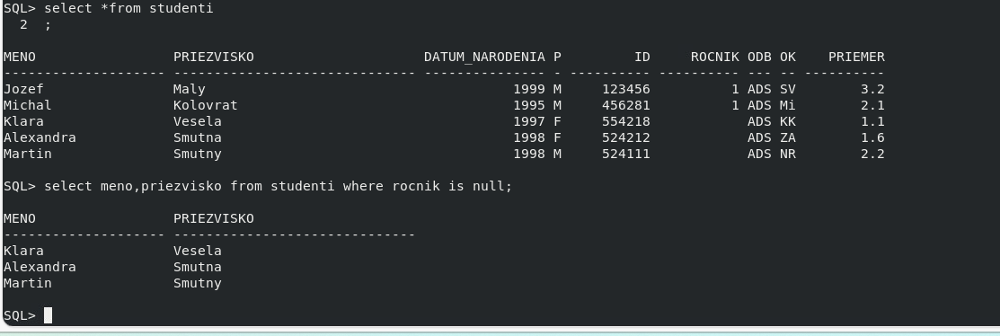 SQL> select *from studenti
  2  ;

MENO                 PRIEZVISKO                     DATUM_NARODENIA P         ID     ROCNIK ODB OK    PRIEMER
-------------------- ------------------------------ --------------- - ---------- ---------- --- -- ----------
Jozef                Maly                                      1999 M     123456          1 ADS SV        3.2
Michal               Kolovrat                                  1995 M     456281          1 ADS Mi        2.1
Klara                Vesela                                    1997 F     554218            ADS KK        1.1
Alexandra            Smutna                                    1998 F     524212            ADS ZA        1.6
Martin               Smutny                                    1998 M     524111            ADS NR        2.2

SQL> select meno,priezvisko from studenti where rocnik is null;

MENO                 PRIEZVISKO
-------------------- ------------------------------
Klara                Vesela
Alexandra            Smutna
Martin               Smutny

SQL>